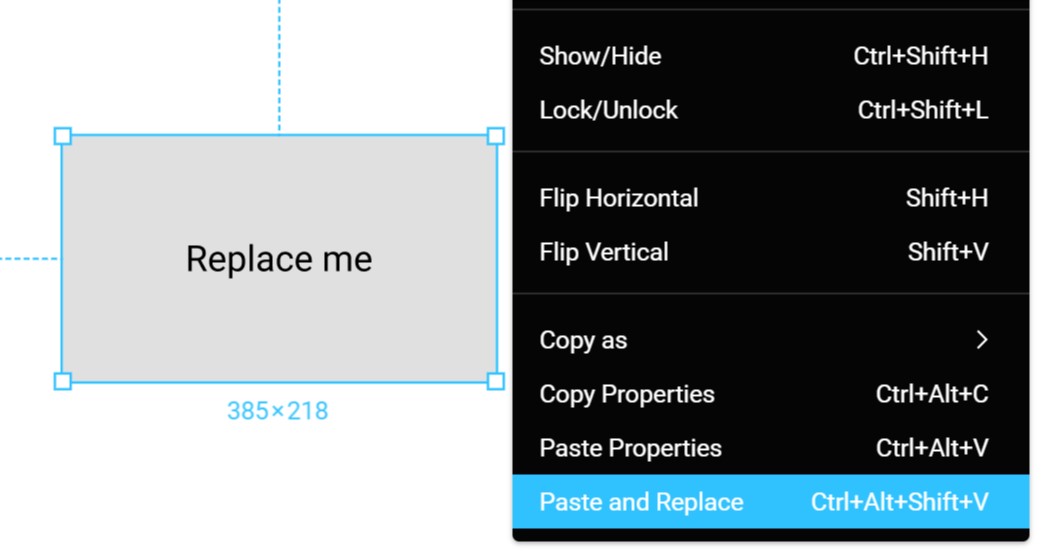 Replace me
385×218
Show/Hide Ctrl+Shift+H
Lock/Unlock Ctrl+Shift+L
Flip Horizontal Shift+H
Flip Vertical Shift+V
Copy as
Copy Properties Ctrl+Alt+C
Paste Properties Ctrl+Alt+V
Paste and Replace Ctrl+Alt+Shift+V